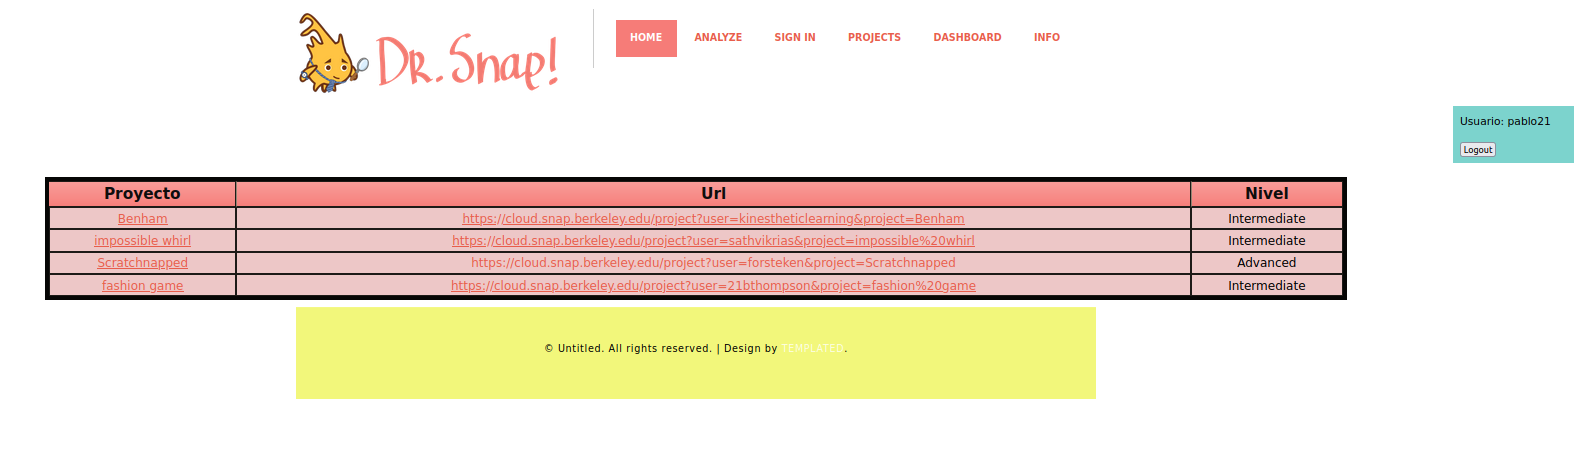 Dr. Snap!
HOME ANALYZE SIGN IN PROJECTS DASHBOARD INFO
Usuario: pablo21
Logout
Proyecto Url Nivel
Benham https://cloud.snap.berkeley.edu/project?user=kinestheticlearning&project=Benham Intermediate
impossible whirl https://cloud.snap.berkeley.edu/project?user=sathvikrias&project=impossible%20whirl Intermediate
Scratchnapped https://cloud.snap.berkeley.edu/project?user=forsteken&project=Scratchnapped Advanced
fashion game https://cloud.snap.berkeley.edu/project?user=21bthompson&project=fashion%20game Intermediate
© Untitled. All rights reserved. | Design by TEMPLATED.